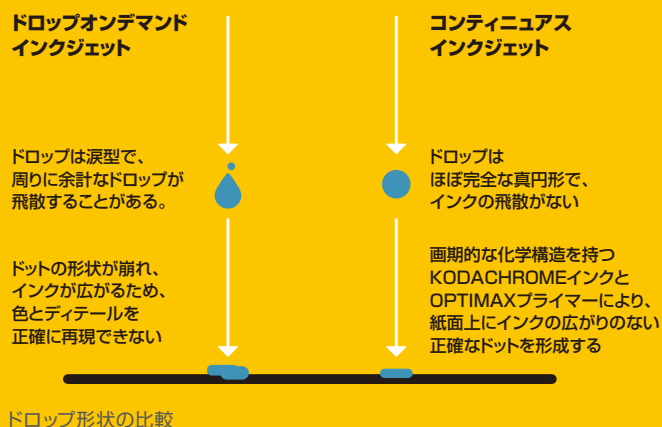 ドロップオンデマンド
インクジェット
ドロップは涙型で、
周りに余計なドロップが
飛散することがある。
ドットの形状が崩れ、
インクが広がるため、
色とディテールを
正確に再現できない
コンティニュアス
インクジェット
ドロップは
ほぼ完全な真円形で、
インクの飛散がない
画期的な化学構造を持つ
KODACHROMEインクと
OPTIMAXプライマーにより、
紙面上にインクの広がりのない
正確なドットを形成する
ドロップ形状の比較